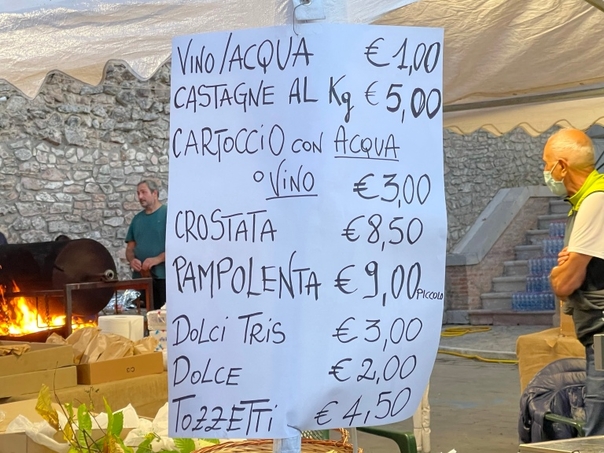 VINO/ACQUA €1,00
CASTAGNE AL Kg €5,00
CARTOCCIO CON ACQUA
O VINO €3,00
CROSTATA €8,50
PAMPOLENTA €9,00 PICCOLO
DOLCI TRIS €3,00
DOLCE €2,00
TOZZETTI €4,50